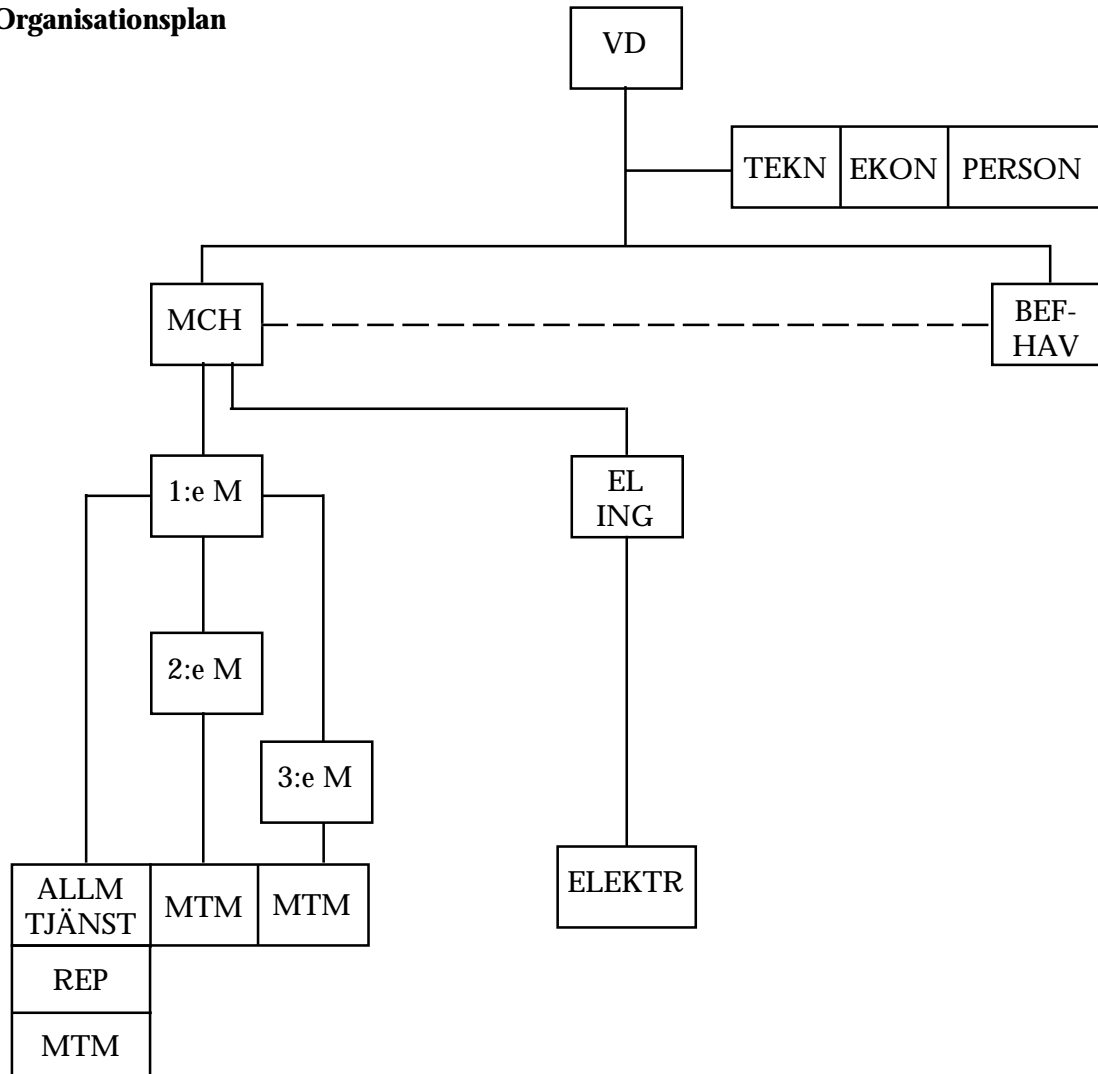 Organisationsplan
VD
TEKN EKON PERSON
MCH
BEF-
HAV
1:e M
EL
ING
2:e M
3:e M
ALLM
TJÄNST
MTM
MTM
ELEKTR
REP
MTM